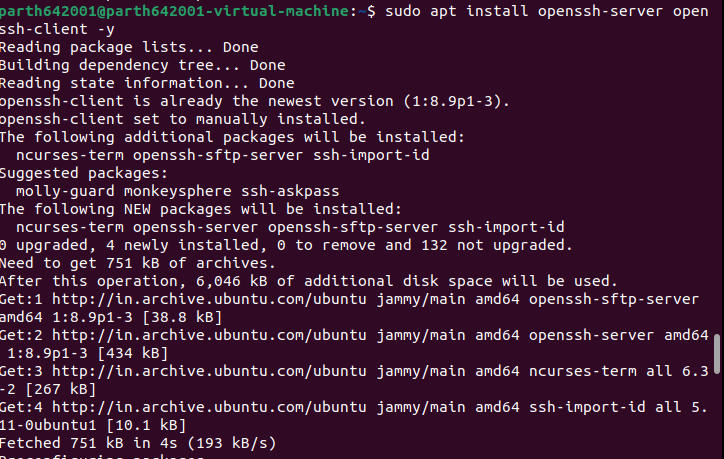 parth642001@parth642001-virtual-machine:~$ sudo apt install openssh-server open
ssh-client -y
Reading package lists... Done
Building dependency tree... Done
Reading state information... Done
openssh-client is already the newest version (1:8.9p1-3).
openssh-client set to manually installed.
The following additional packages will be installed:
  ncurses-term openssh-sftp-server ssh-import-id
Suggested packages:
  molly-guard monkeysphere ssh-askpass
The following NEW packages will be installed:
  ncurses-term openssh-server openssh-sftp-server ssh-import-id
0 upgraded, 4 newly installed, 0 to remove and 132 not upgraded.
Need to get 751 kB of archives.
After this operation, 6,046 kB of additional disk space will be used.
Get:1 http://in.archive.ubuntu.com/ubuntu jammy/main amd64 openssh-sftp-server
amd64 1:8.9p1-3 [38.8 kB]
Get:2 http://in.archive.ubuntu.com/ubuntu jammy/main amd64 openssh-server amd64
 1:8.9p1-3 [434 kB]
Get:3 http://in.archive.ubuntu.com/ubuntu jammy/main amd64 ncurses-term all 6.3
-2 [267 kB]
Get:4 http://in.archive.ubuntu.com/ubuntu jammy/main amd64 ssh-import-id all 5.
11-0ubuntu1 [10.1 kB]
Fetched 751 kB in 4s (193 kB/s)